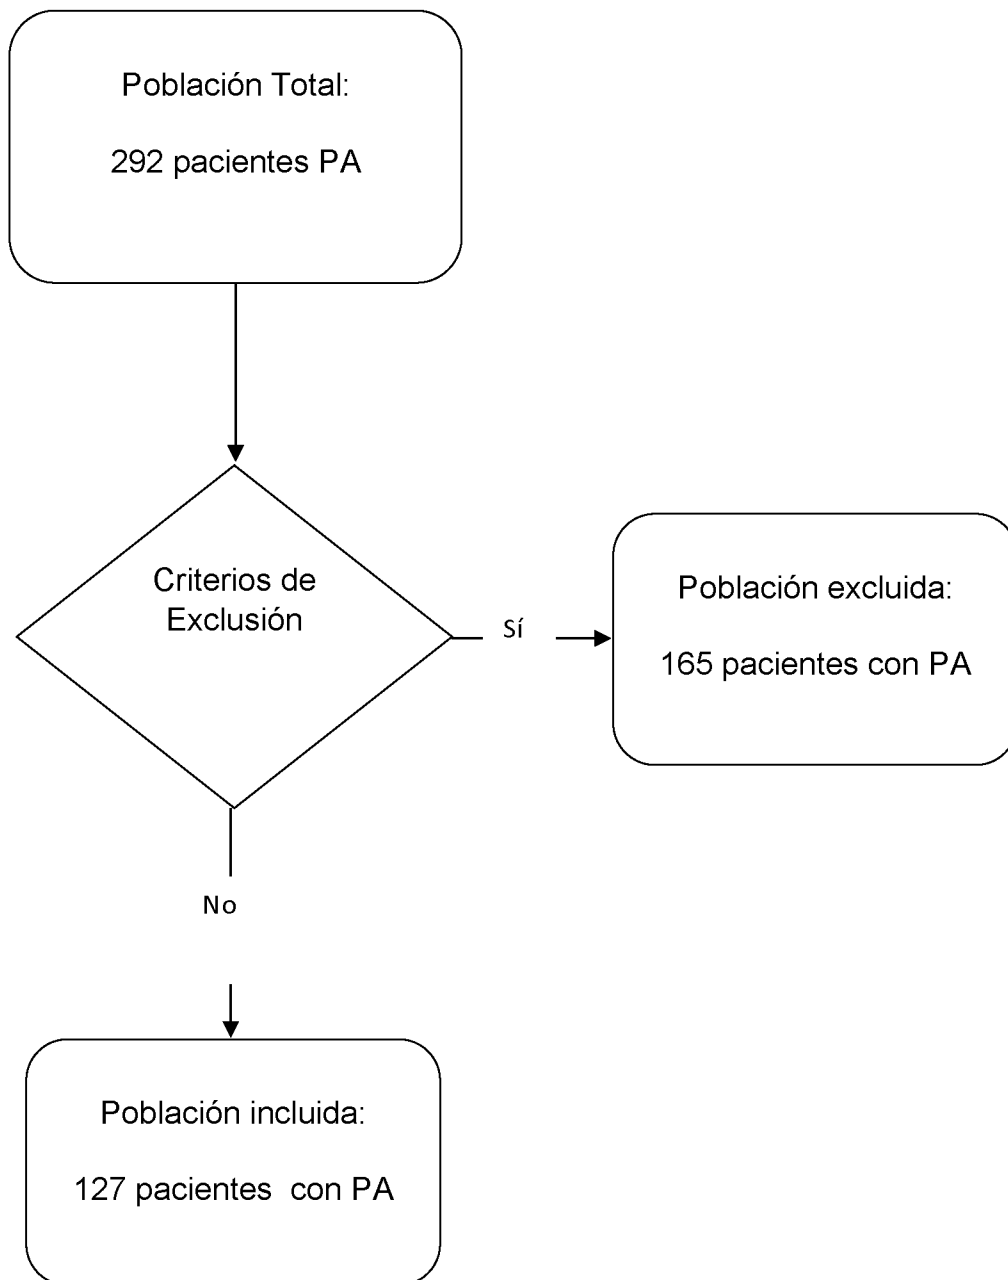 Población Total:
292 pacientes PA
Criterios de
Exclusión
Sí
Población excluida:
165 pacientes con PA
No
Población incluida:
127 pacientes con PA